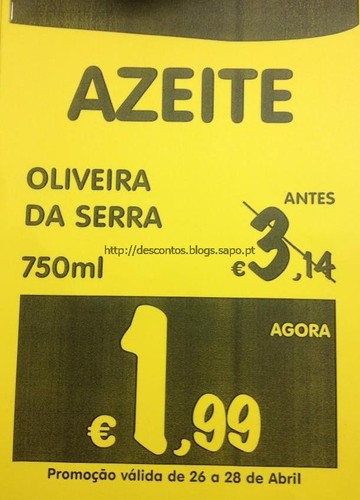 AZEITE
OLIVEIRA
DA SERRA
750ml
ANTES
€ 3,14
http://descontos.blogs.sapo.pt
AGORA
€ 1,99
Promoção válida de 26 a 28 de Abril